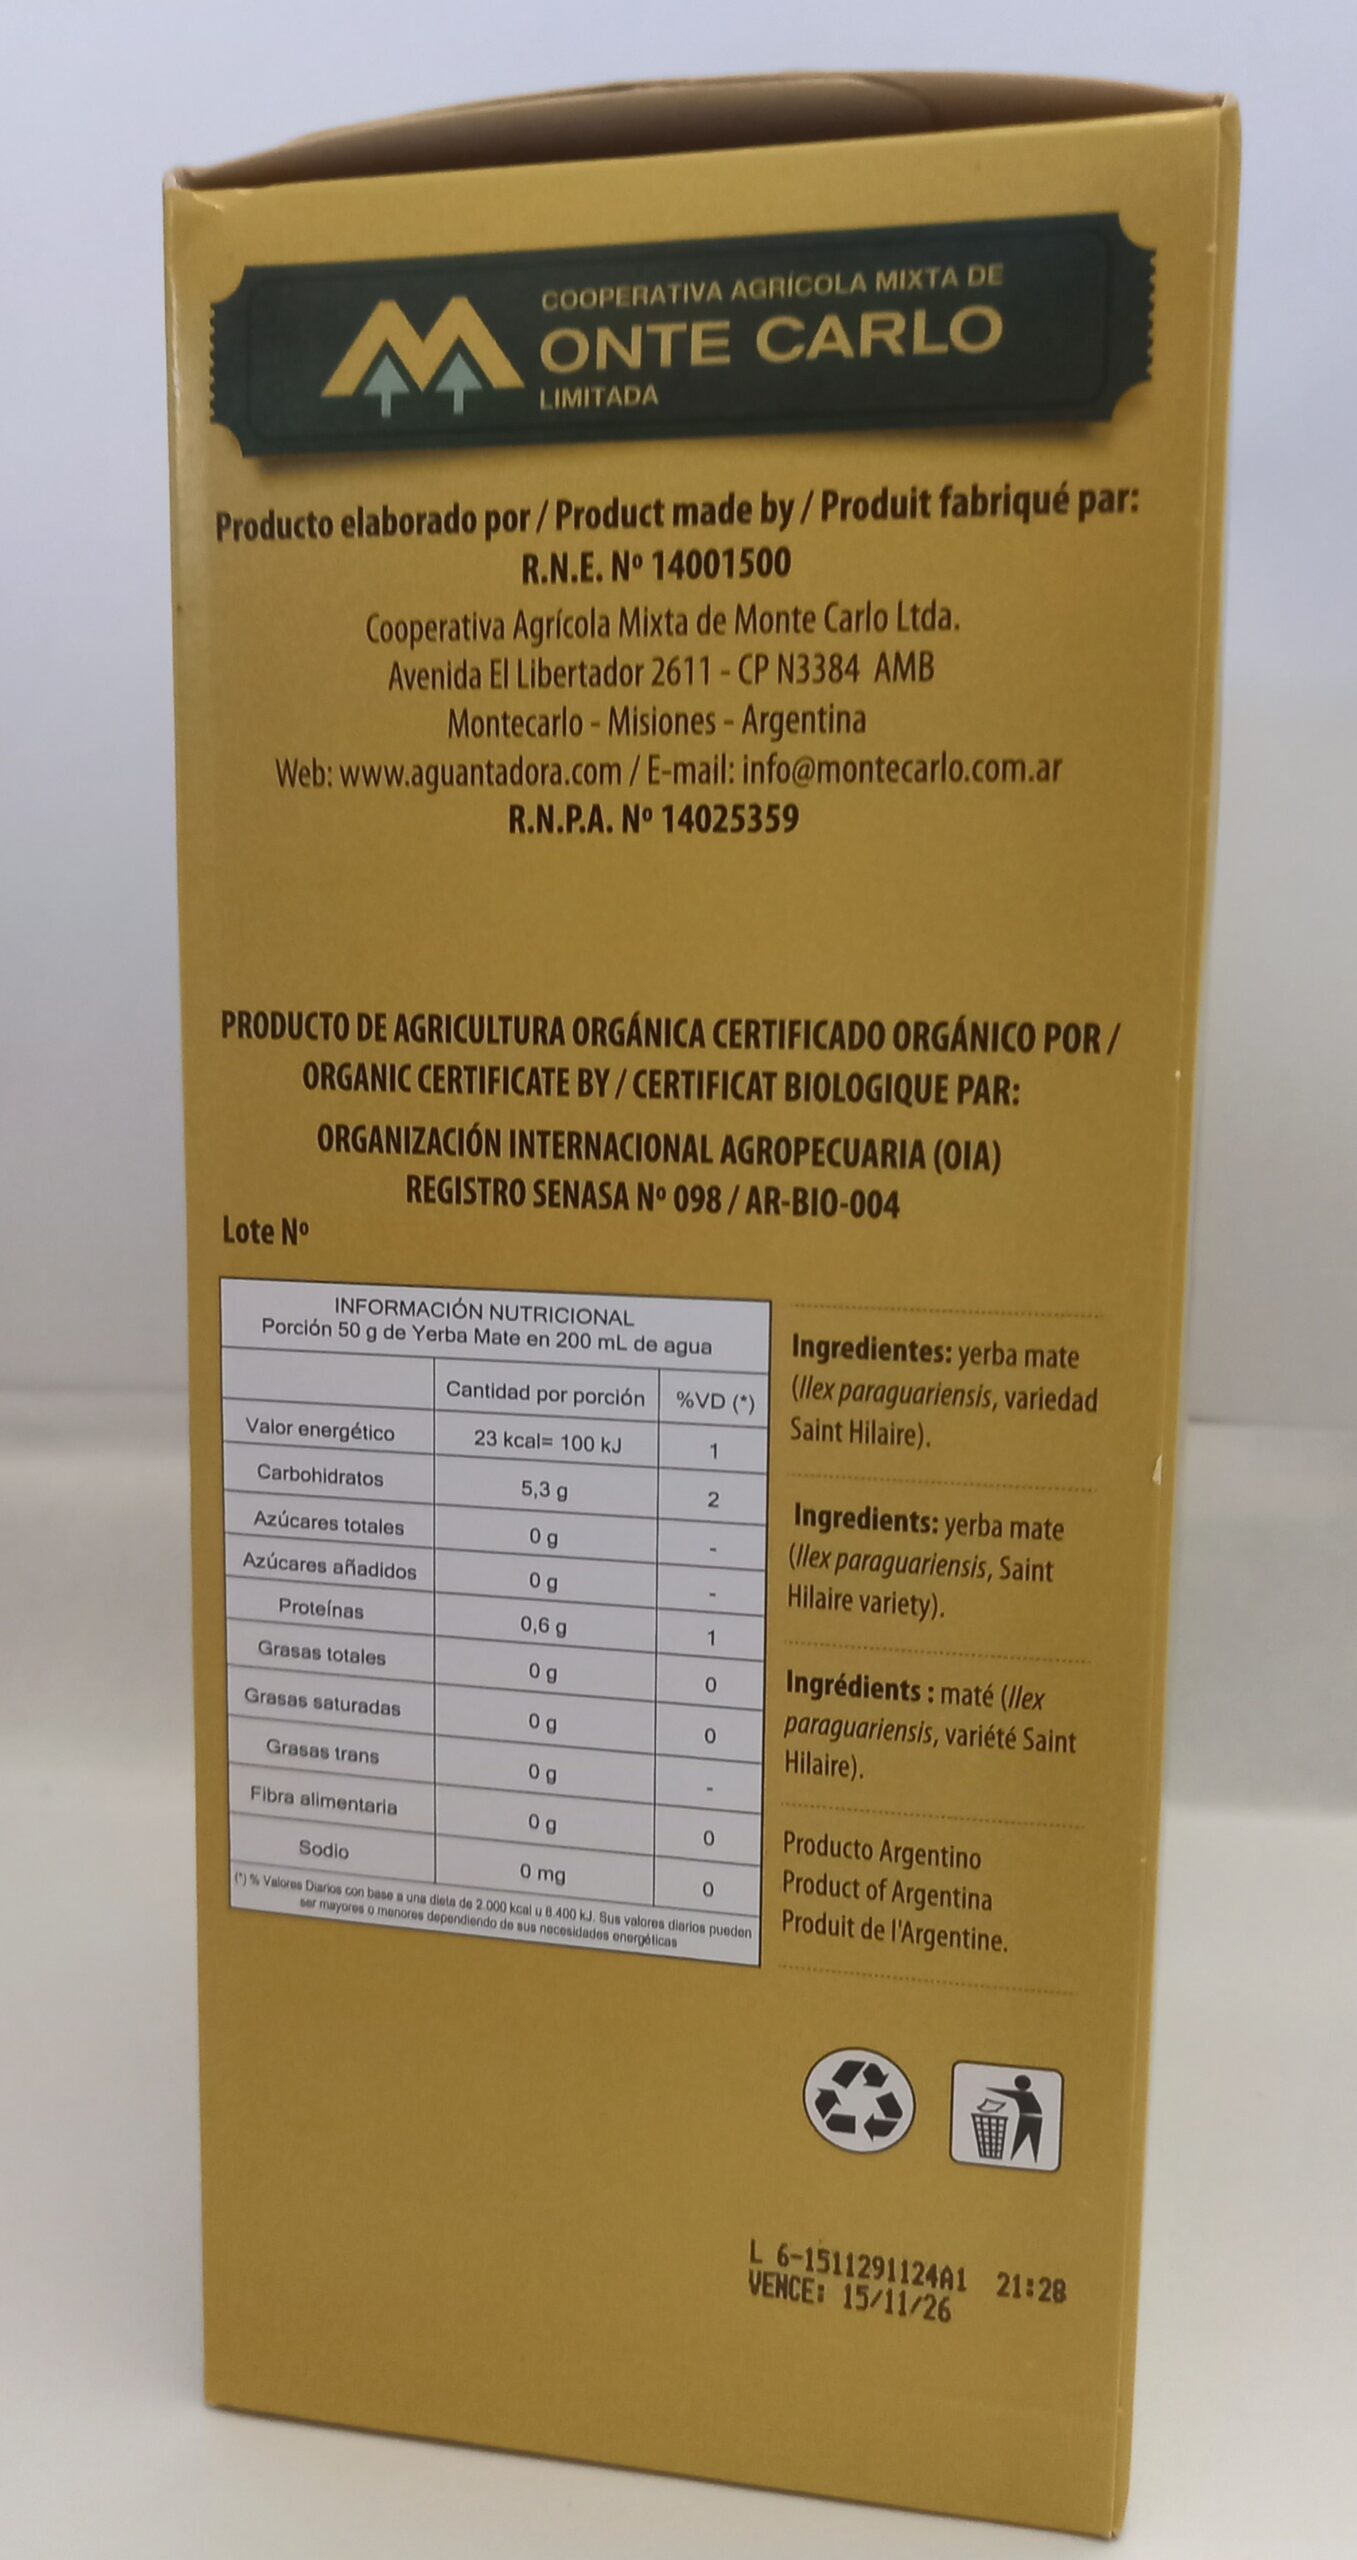 COOPERATIVA AGRÍCOLA MIXTA DE
MONTE CARLO
LIMITADA
Producto elaborado por / Product made by / Produit fabriqué par:
R.N.E. Nº 14001500
Cooperativa Agrícola Mixta de Monte Carlo Ltda.
Avenida El Libertador 2611 - CP N3384 AMB
Montecarlo - Misiones - Argentina
Web: www.aguantadora.com / E-mail: info@montecarlo.com.ar
R.N.P.A. Nº 14025359
PRODUCTO DE AGRICULTURA ORGÁNICA CERTIFICADO ORGÁNICO POR /
ORGANIC CERTIFICATE BY / CERTIFICAT BIOLOGIQUE PAR:
ORGANIZACIÓN INTERNACIONAL AGROPECUARIA (OIA)
REGISTRO SENASA Nº 098 / AR-BIO-004
Lote Nº
INFORMACIÓN NUTRICIONAL
Porción 50 g de Yerba Mate en 200 mL de agua
Cantidad por porción %VD (*)
Valor energético 23 kcal= 100 kJ 1
Carbohidratos 5,3 g 2
Azúcares totales 0 g -
Azúcares añadidos 0 g -
Proteínas 0,6 g 1
Grasas totales 0 g 0
Grasas saturadas 0 g 0
Grasas trans 0 g -
Fibra alimentaria 0 g 0
Sodio 0 mg 0
(*) % Valores Diarios con base a una dieta de 2.000 kcal u 8.400 kJ. Sus valores diarios pueden
ser mayores o menores dependiendo de sus necesidades energéticas
Ingredientes: yerba mate
(Ilex paraguariensis, variedad
Saint Hilaire).
Ingredients: yerba mate
(Ilex paraguariensis, Saint
Hilaire variety).
Ingrédients : maté (Ilex
paraguariensis, variété Saint
Hilaire).
Producto Argentino
Product of Argentina
Produit de l'Argentine.
L 6-1511291124A1 21:28
VENCE: 15/11/26